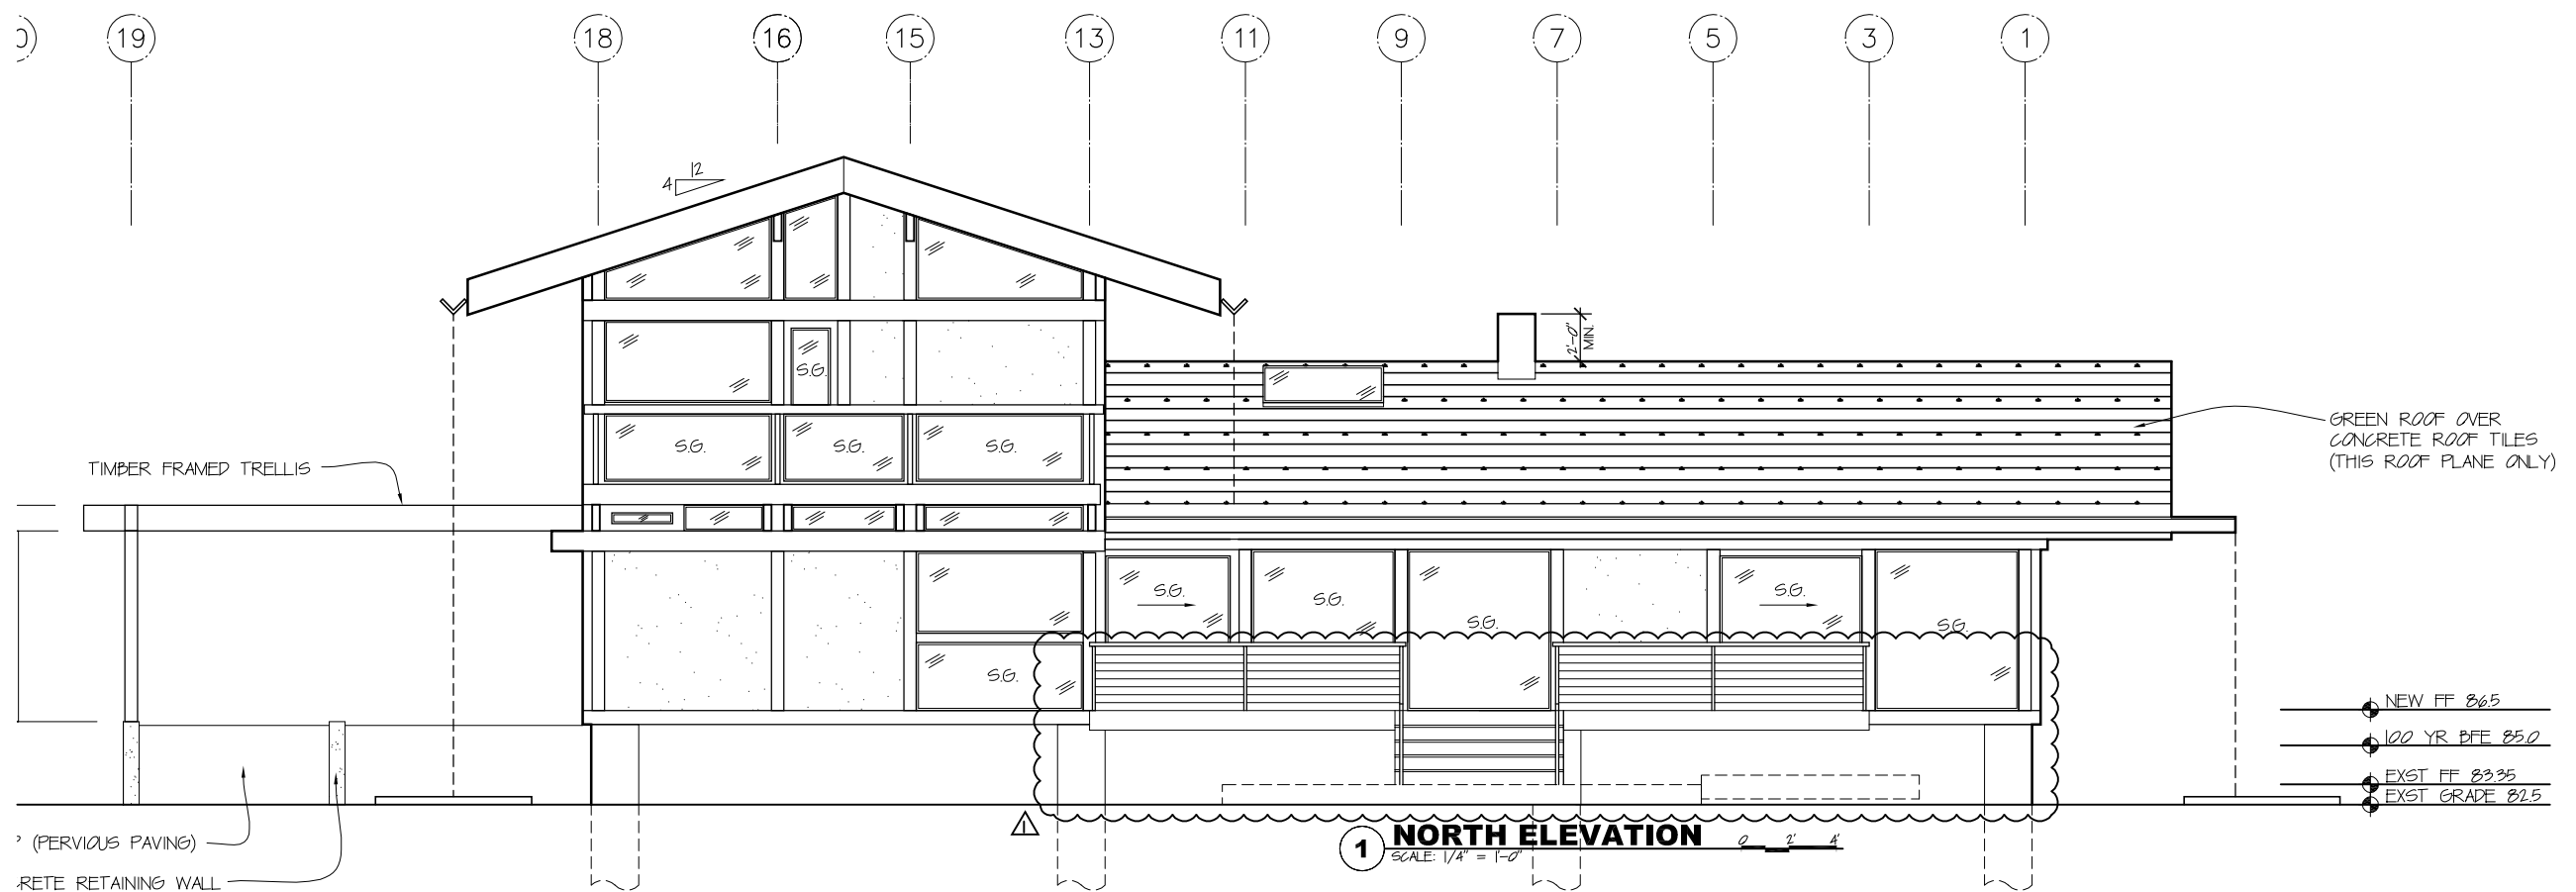 0
19
18
16
15
13
11
9
7
5
3
1
12
4
2'-0"
MIN.
S.G.
GREEN ROOF OVER
CONCRETE ROOF TILES
(THIS ROOF PLANE ONLY)
S.G. S.G. S.G.
TIMBER FRAMED TRELLIS
S.G. S.G. S.G. S.G. S.G.
S.G.
NEW FF 86.5
100 YR BFE 85.0
EXST FF 83.35
EXST GRADE 82.5
(PERVIOUS PAVING)
1
1 NORTH ELEVATION
0 2' 4'
SCALE: 1/4" = 1'-0"
RETE RETAINING WALL